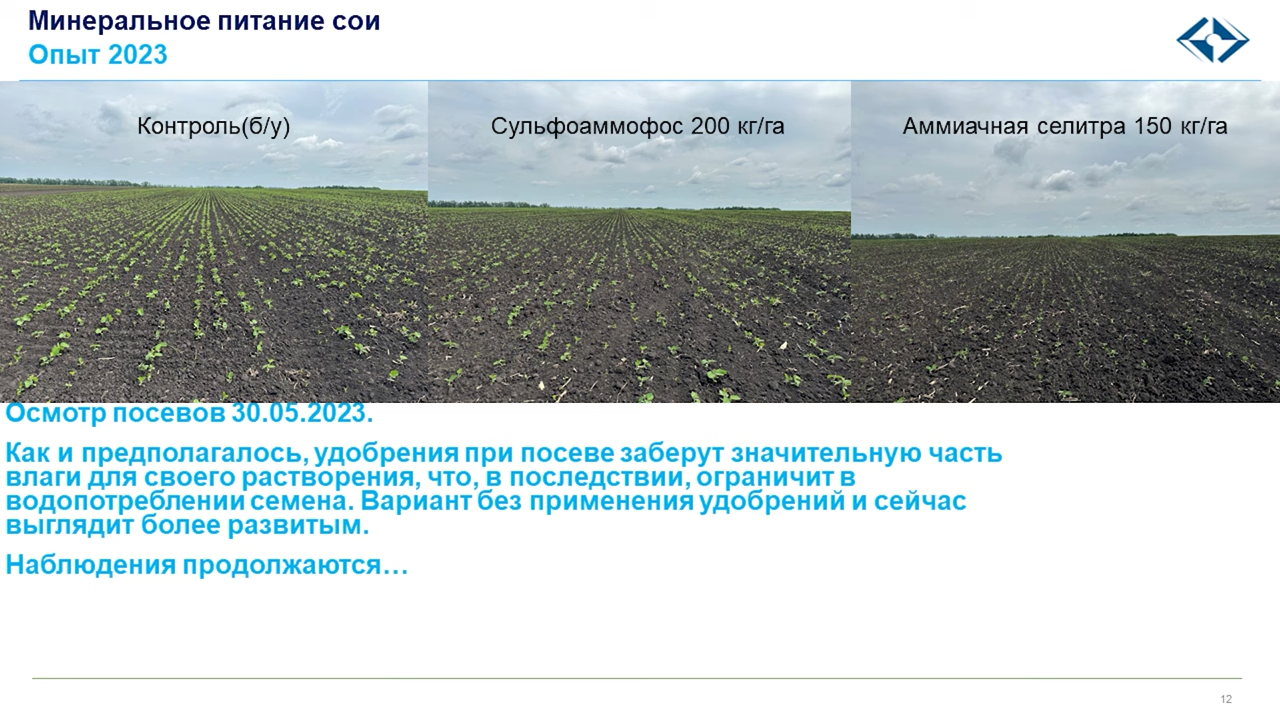 Минеральное питание сои
Опыт 2023
Контроль(б/у)
Сульфоаммофос 200 кг/га
Аммиачная селитра 150 кг/га
Осмотр посевов 30.05.2023.
Как и предполагалось, удобрения при посеве заберут значительную часть
влаги для своего растворения, что, в последствии, ограничит в
водопотреблении семена. Вариант без применения удобрений и сейчас
выглядит более развитым.
Наблюдения продолжаются…
12